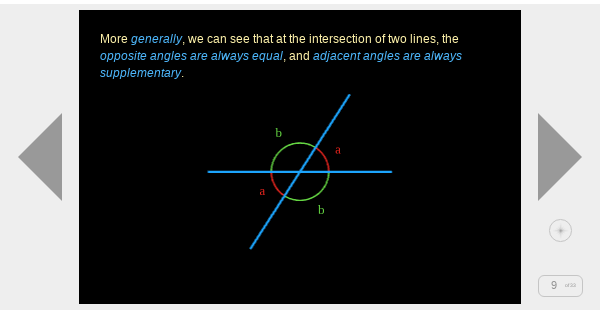 More generally, we can see that at the intersection of two lines, the
opposite angles are always equal, and adjacent angles are always
supplementary.
b
a
a
b
9